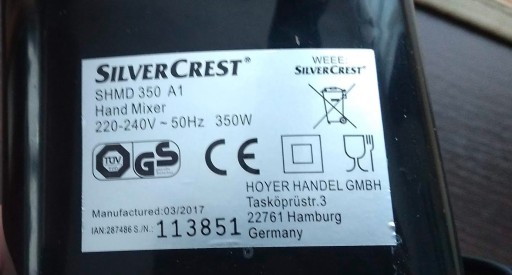 SILVERCREST®
WEEE
SILVERCREST®
SHMD 350 A1
Hand Mixer
220-240V ~ 50Hz 350W
TÜV GS CE
HOYER HANDEL GMBH
Tasköprüstr.3
22761 Hamburg
Germany
Manufactured:03/2017
IAN:287486 S./N.: 113851